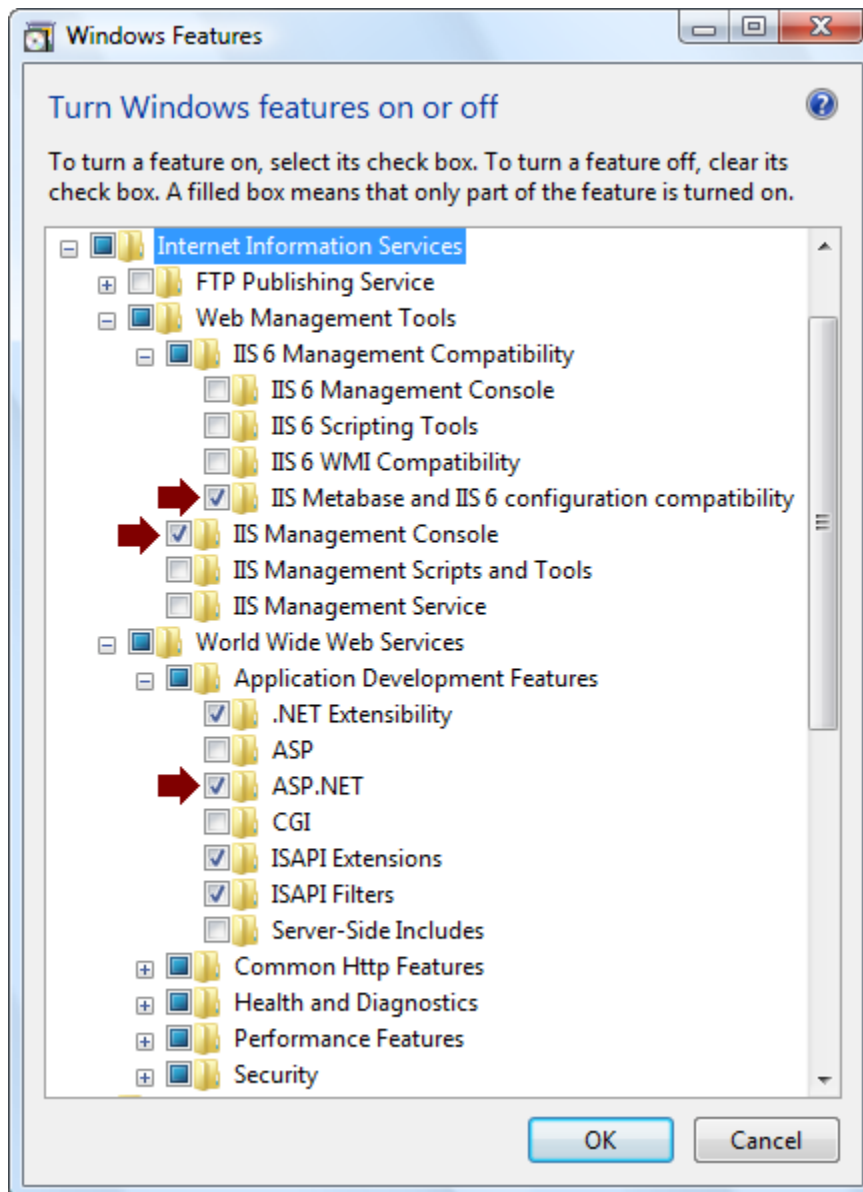 Windows Features
Turn Windows features on or off
To turn a feature on, select its check box. To turn a feature off, clear its
check box. A filled box means that only part of the feature is turned on.
Internet Information Services
FTP Publishing Service
Web Management Tools
IIS 6 Management Compatibility
IIS 6 Management Console
IIS 6 Scripting Tools
IIS 6 WMI Compatibility
IIS Metabase and IIS 6 configuration compatibility
IIS Management Console
IIS Management Scripts and Tools
IIS Management Service
World Wide Web Services
Application Development Features
.NET Extensibility
ASP
ASP.NET
CGI
ISAPI Extensions
ISAPI Filters
Server-Side Includes
Common Http Features
Health and Diagnostics
Performance Features
Security
OK
Cancel